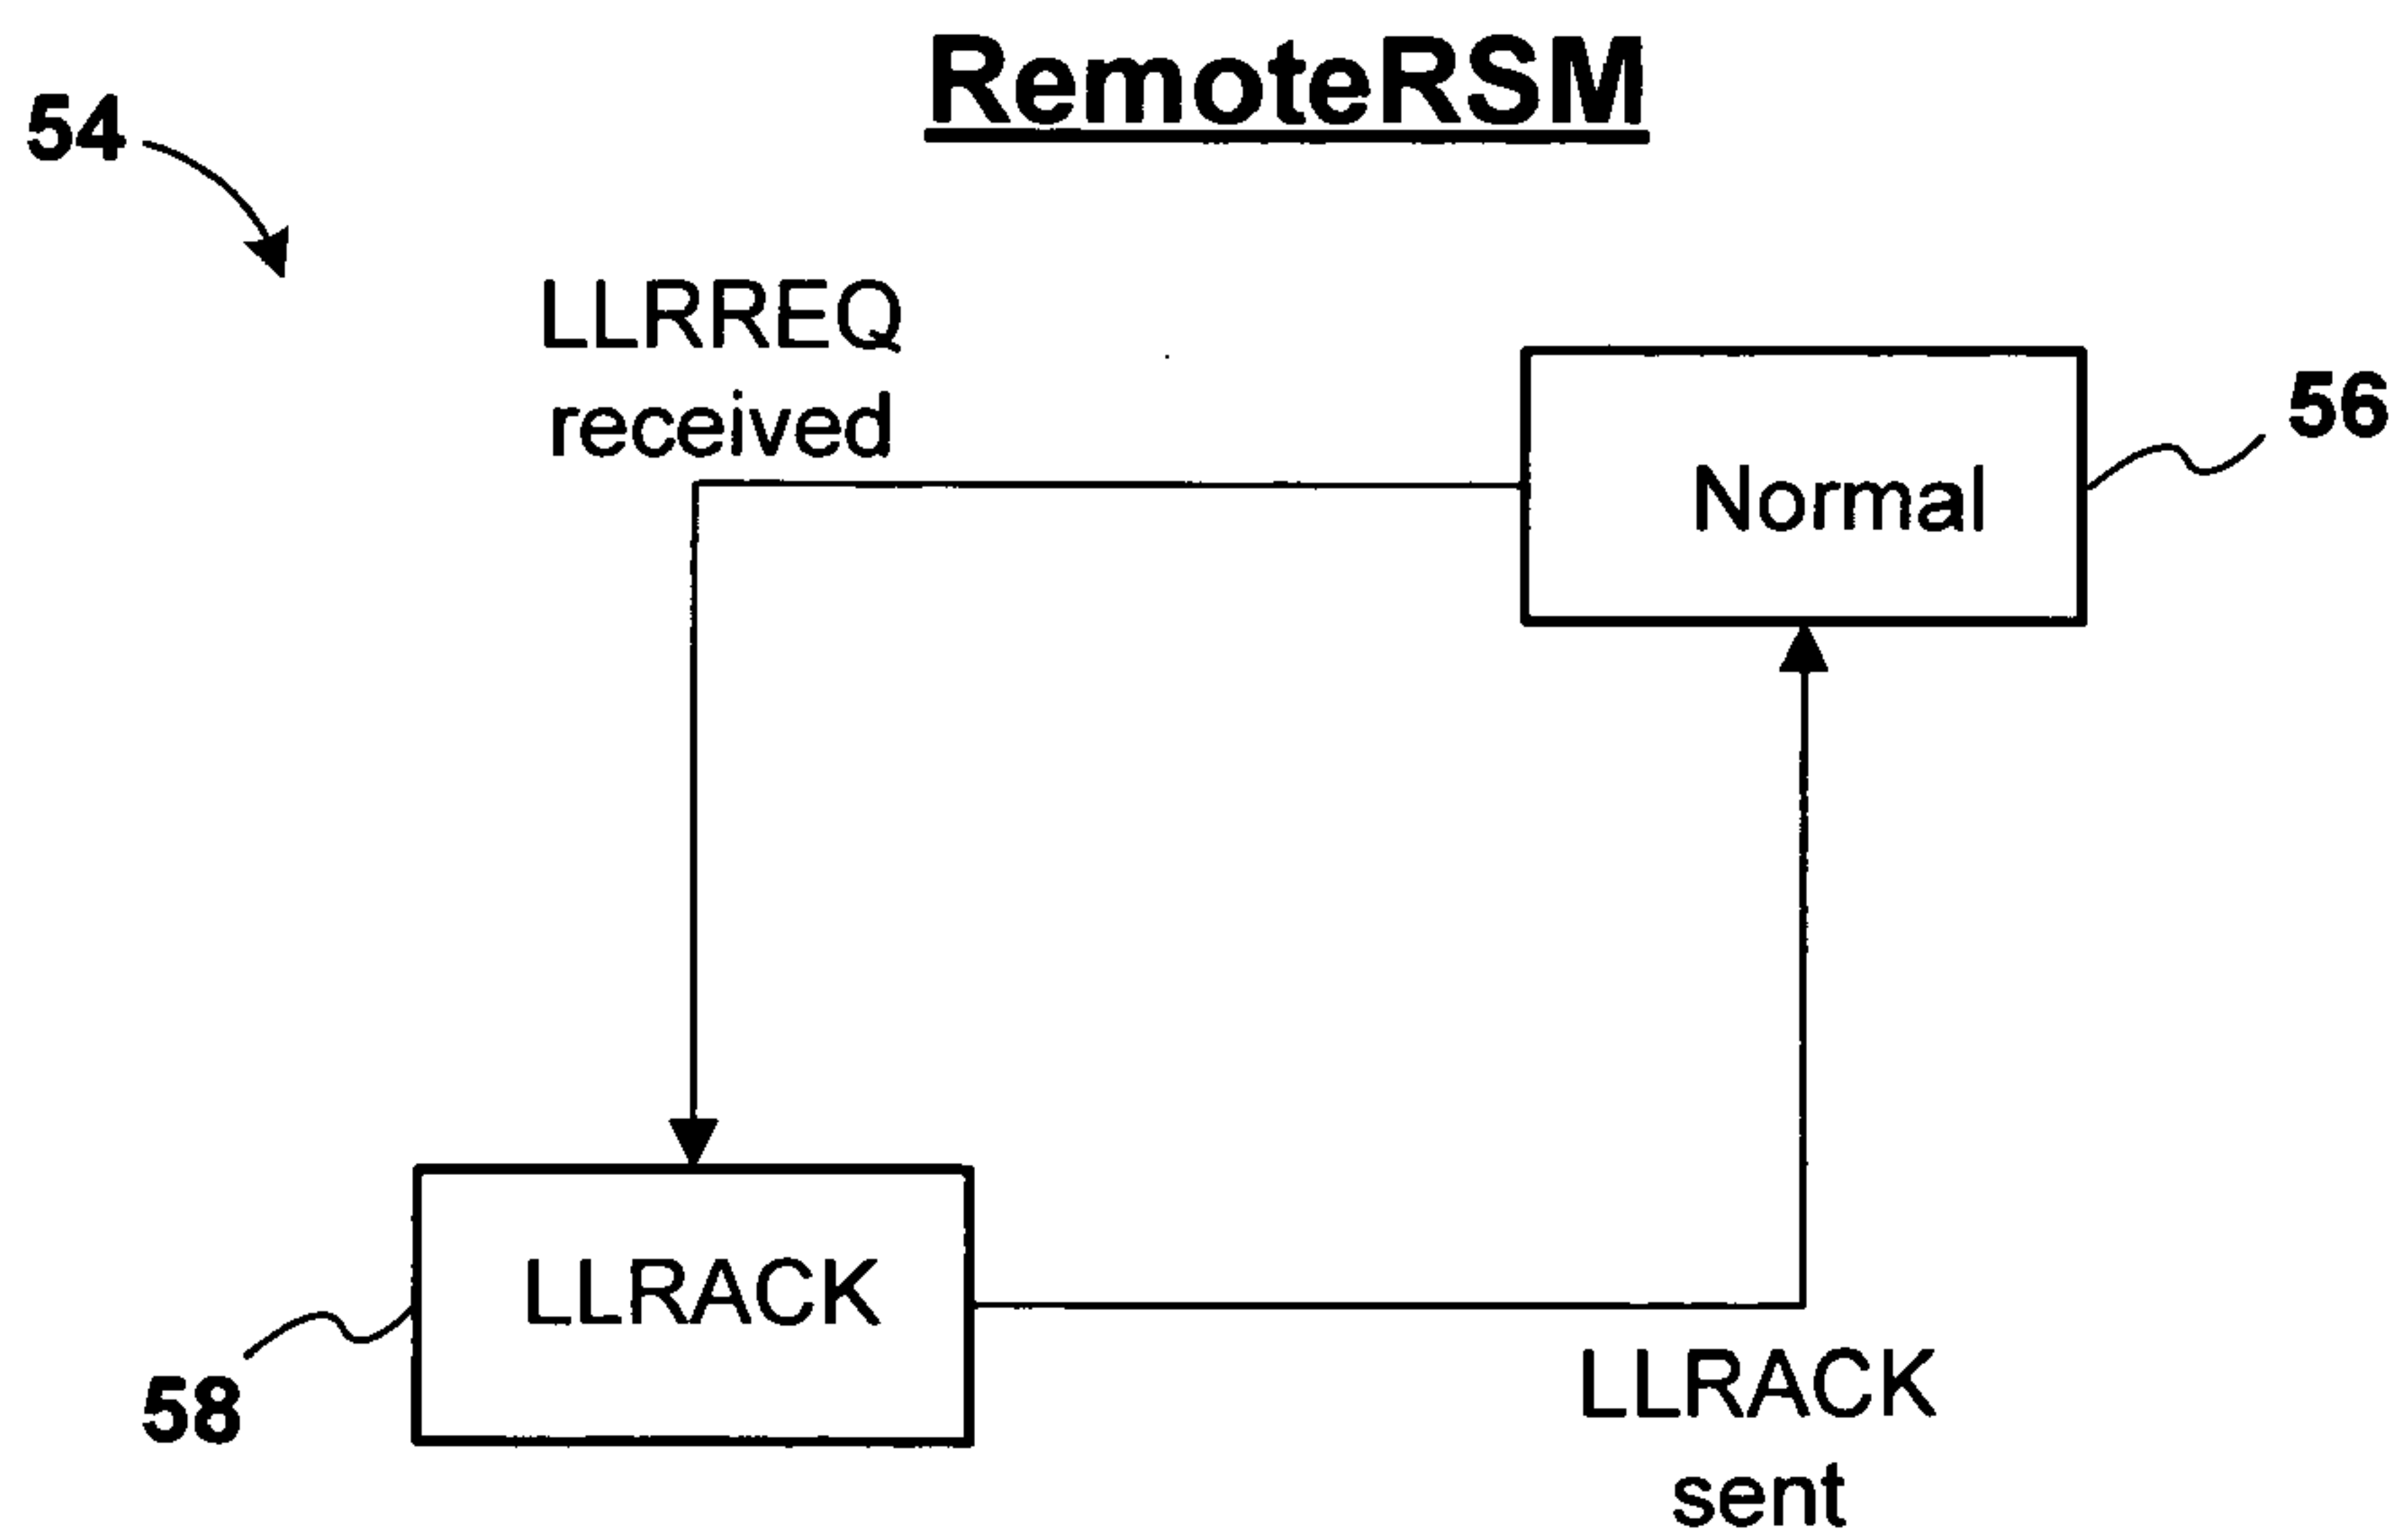 RemoteRSM
54
LLRREQ
received
Normal
56
LLRACK
58
LLRACK
sent